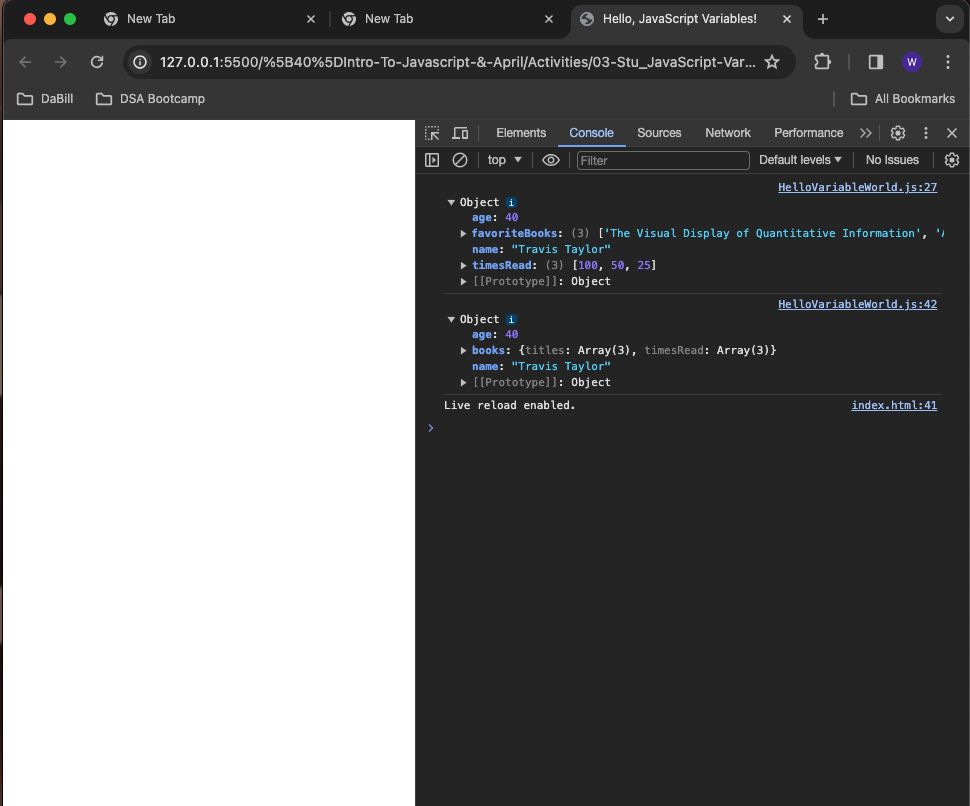 New Tab
New Tab
Hello, JavaScript Variables!
127.0.0.1:5500/%5B40%5DIntro-To-Javascript-&-April/Activities/03-Stu_JavaScript-Var...
W
DaBill
DSA Bootcamp
All Bookmarks
Elements Console Sources Network Performance
top Filter Default levels No Issues
HelloVariableWorld.js:27
Object i
age: 40
favoriteBooks: (3) ['The Visual Display of Quantitative Information', 'A
name: "Travis Taylor"
timesRead: (3) [100, 50, 25]
[[Prototype]]: Object
HelloVariableWorld.js:42
Object i
age: 40
books: {titles: Array(3), timesRead: Array(3)}
name: "Travis Taylor"
[[Prototype]]: Object
Live reload enabled. index.html:41